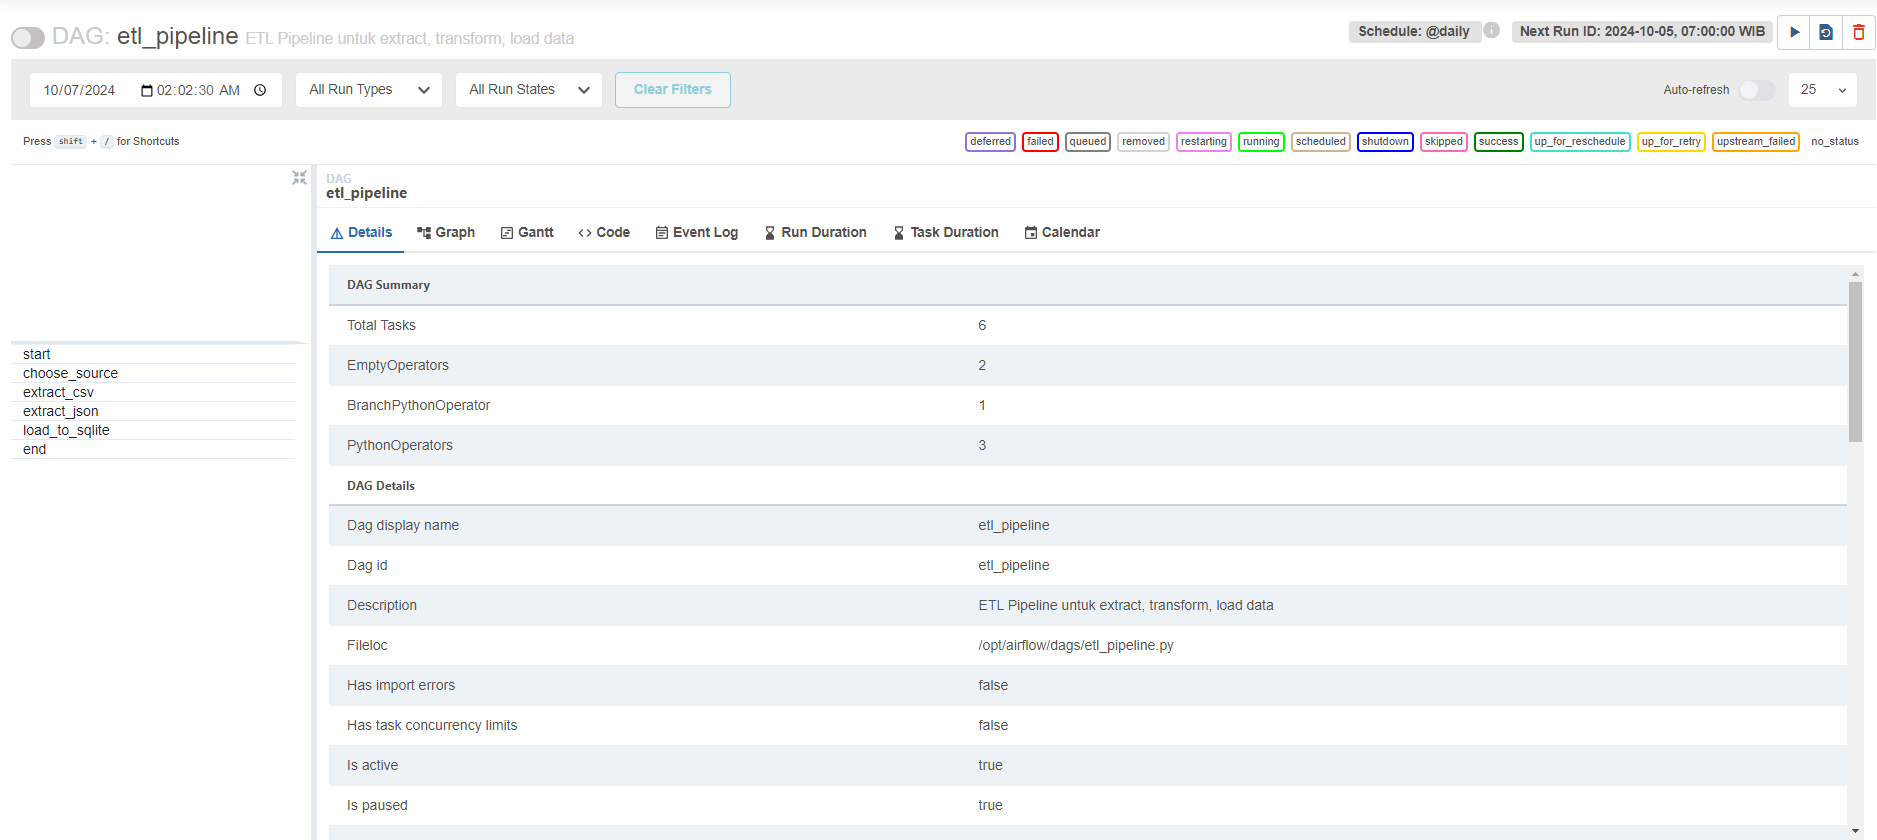 DAG: etl_pipeline ETL Pipeline untuk extract, transform, load data
Schedule: @daily
Next Run ID: 2024-10-05, 07:00:00 WIB
10/07/2024 02:02:30 AM
All Run Types
All Run States
Clear Filters
Auto-refresh
25
Press shift + / for Shortcuts
deferred failed queued removed restarting running scheduled shutdown skipped success up_for_reschedule up_for_retry upstream_failed no_status
start
choose_source
extract_csv
extract_json
load_to_sqlite
end
DAG
etl_pipeline
Details Graph Gantt Code Event Log Run Duration Task Duration Calendar
DAG Summary
Total Tasks 6
EmptyOperators 2
BranchPythonOperator 1
PythonOperators 3
DAG Details
Dag display name etl_pipeline
Dag id etl_pipeline
Description ETL Pipeline untuk extract, transform, load data
Fileloc /opt/airflow/dags/etl_pipeline.py
Has import errors false
Has task concurrency limits false
Is active true
Is paused true